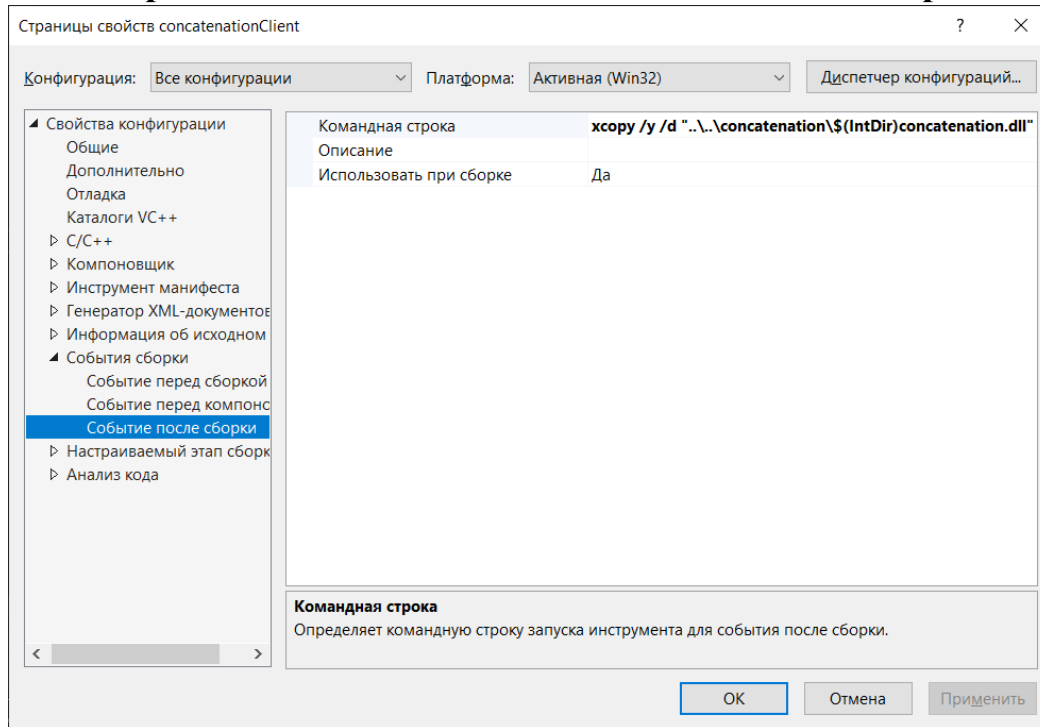 Страницы свойств concatenationClient ? ×
Конфигурация: Все конфигурации Платформа: Активная (Win32) Диспетчер конфигураций...
Свойства конфигурации
Общие
Дополнительно
Отладка
Каталоги VC++
C/C++
Компоновщик
Инструмент манифеста
Генератор XML-документов
Информация об исходном
События сборки
Событие перед сборкой
Событие перед компоно
Событие после сборки
Настраиваемый этап сборк
Анализ кода
Командная строка xcopy /y /d "..\..\concatenation\$(IntDir)concatenation.dll"
Описание
Использовать при сборке Да
Командная строка
Определяет командную строку запуска инструмента для события после сборки.
ОК Отмена Применить